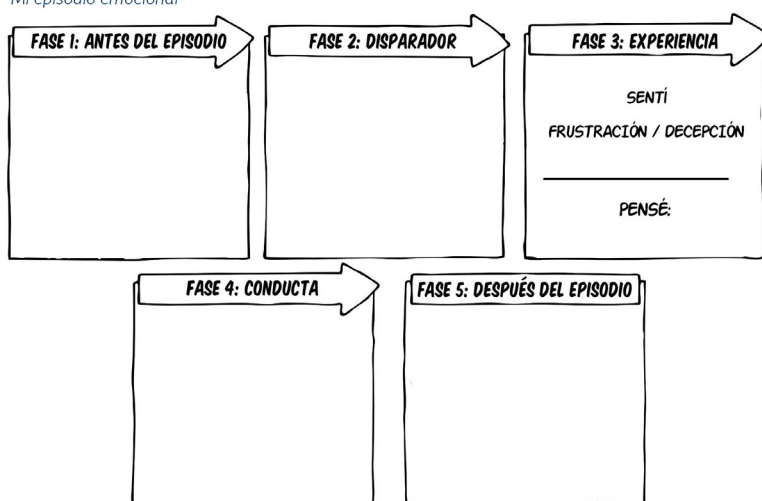 Mi episodio emocional
FASE 1: ANTES DEL EPISODIO
FASE 2: DISPARADOR
FASE 3: EXPERIENCIA
SENTÍ
FRUSTRACIÓN / DECEPCIÓN
PENSÉ:
FASE 4: CONDUCTA
FASE 5: DESPUÉS DEL EPISODIO